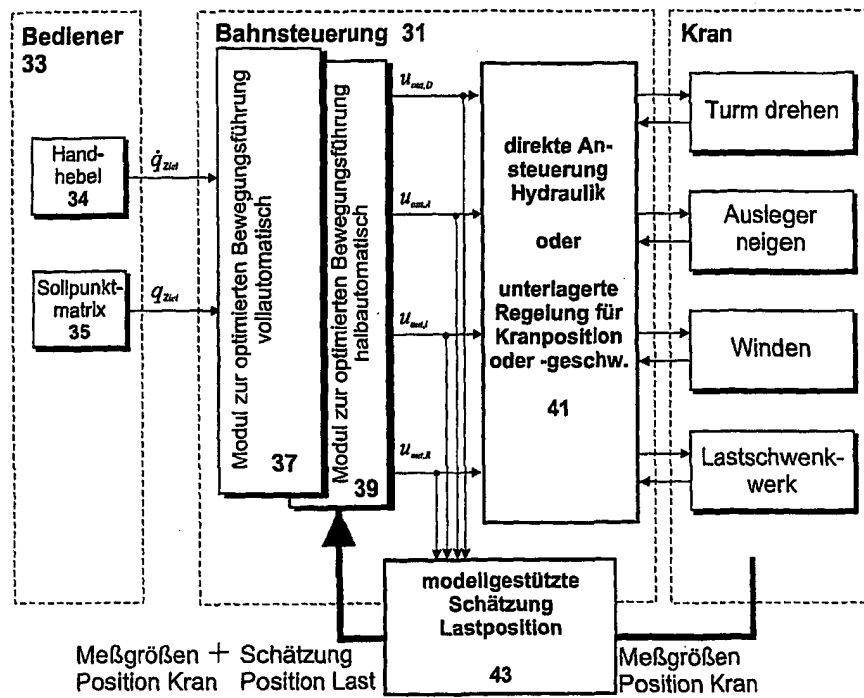 Bediener
33
Hand-
hebel
34
Sollpunkt-
matrix
35
q̇Ziel
qZiel
Bahnsteuerung 31
Modul zur optimierten Bewegungsführung
vollautomatisch
37
Modul zur optimierten Bewegungsführung
halbautomatisch
39
direkte An-
steuerung
Hydraulik
oder
unterlagerte
Regelung für
Kranposition
oder -geschw.
41
Kran
Turm drehen
Ausleger
neigen
Winden
Lastschwenk-
werk
modellgestützte
Schätzung
Lastposition
43
Meßgrößen + Schätzung
Position Kran Position Last
Meßgrößen
Position Kran